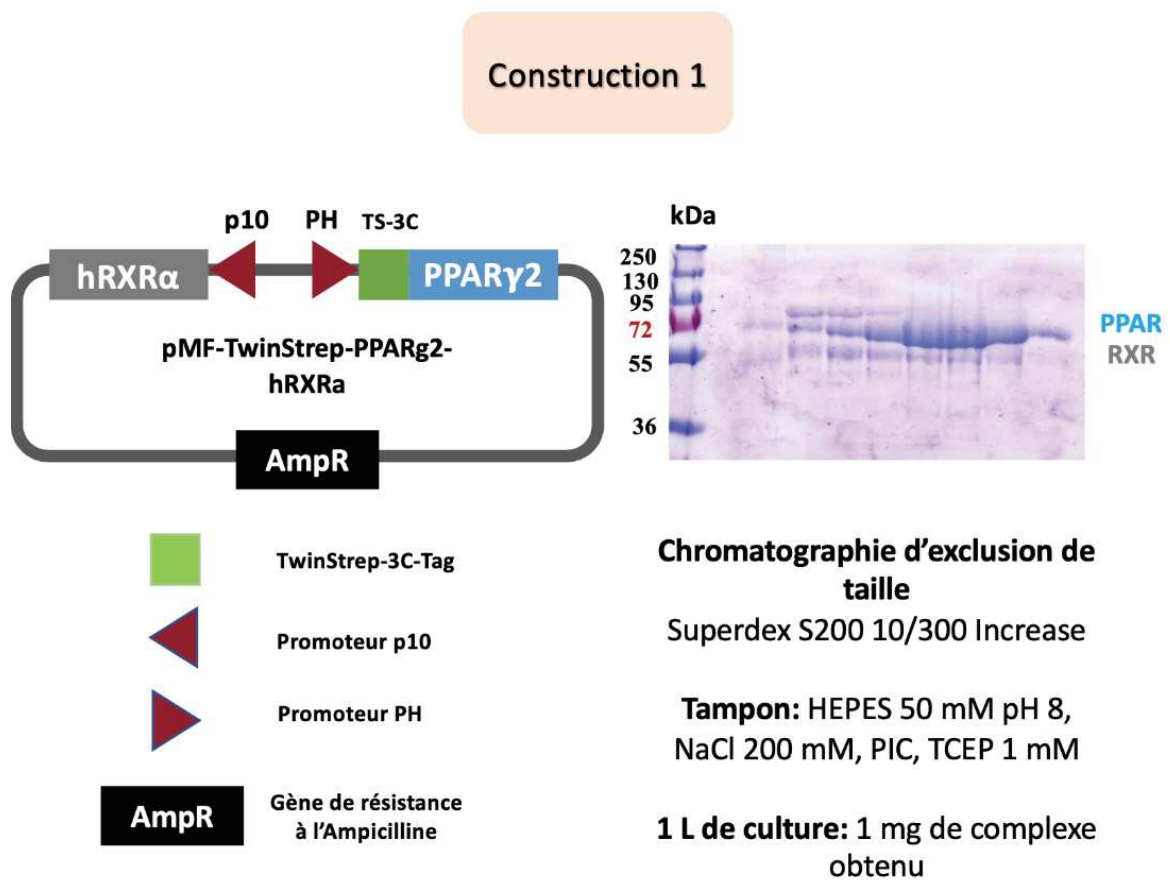 Construction 1
p10 PH TS-3C
hRXRα PPARγ2
pMF-TwinStrep-PPARg2-
hRXRa
AmpR
kDa
250
130
95
72
55
36
PPAR
RXR
TwinStrep-3C-Tag
Promoteur p10
Promoteur PH
AmpR
Gène de résistance
à l'Ampicilline
Chromatographie d'exclusion de
taille
Superdex S200 10/300 Increase
Tampon: HEPES 50 mM pH 8,
NaCl 200 mM, PIC, TCEP 1 mM
1 L de culture: 1 mg de complexe
obtenu